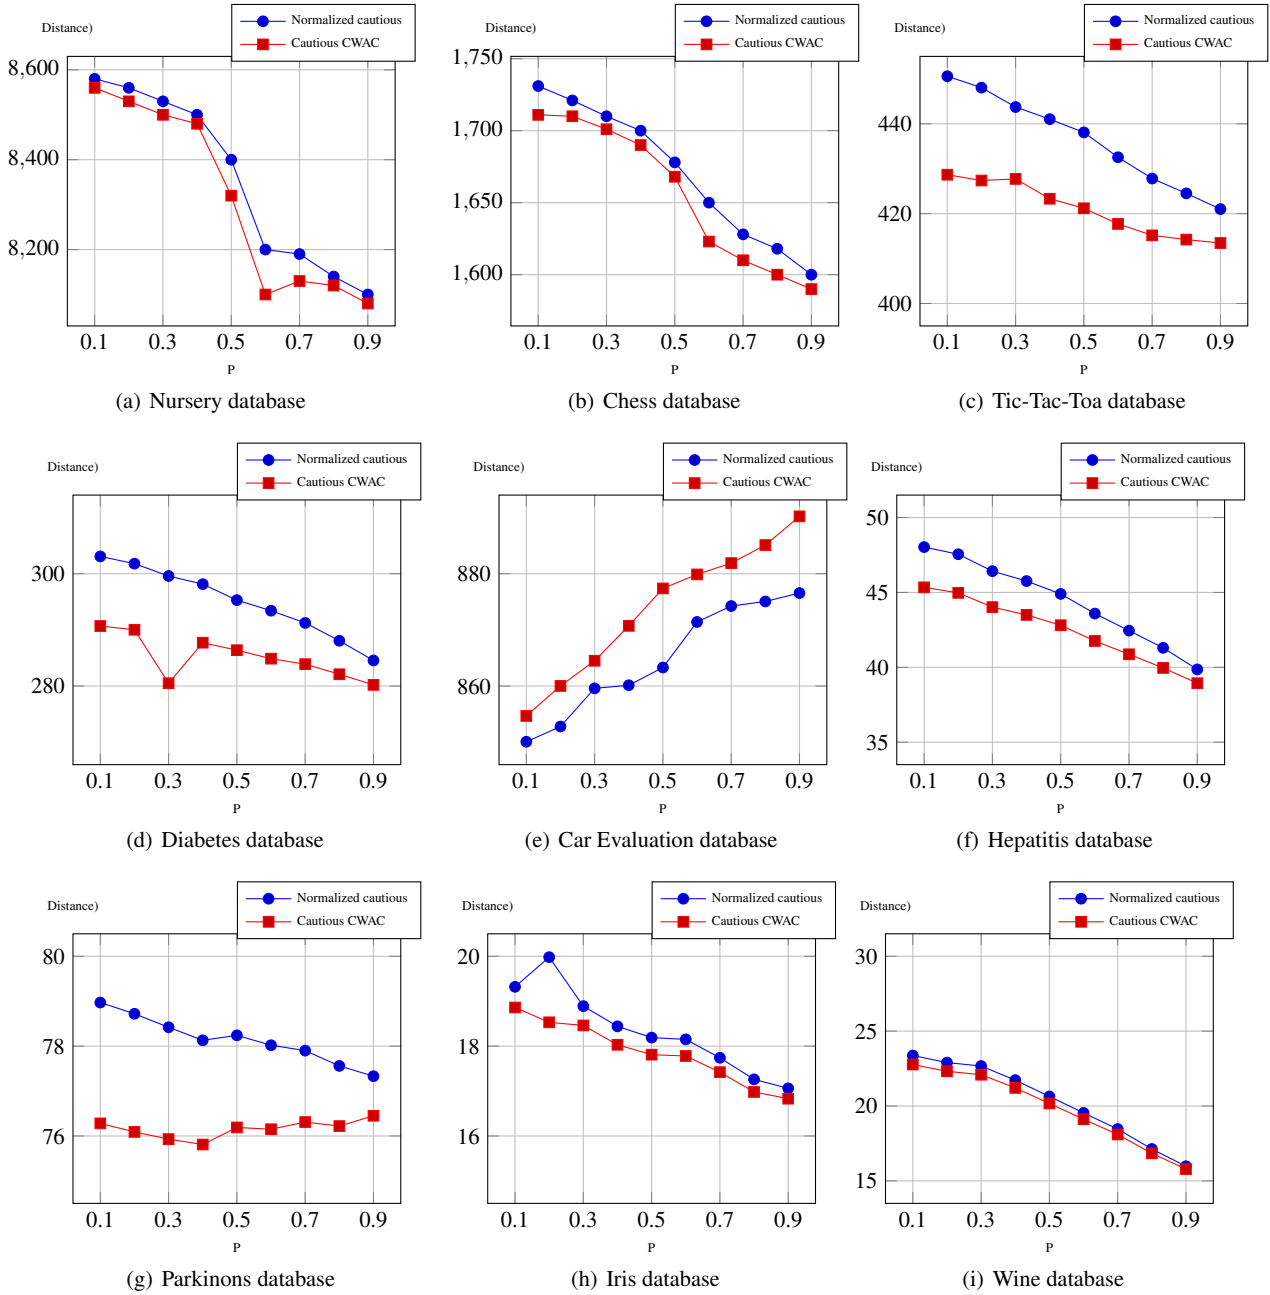 Distance)
Normalized cautious
Cautious CWAC
8,600
8,400
8,200
0.1 0.3 0.5 0.7 0.9
P
(a) Nursery database
Distance)
Normalized cautious
Cautious CWAC
1,750
1,700
1,650
1,600
0.1 0.3 0.5 0.7 0.9
P
(b) Chess database
Distance)
Normalized cautious
Cautious CWAC
440
420
400
0.1 0.3 0.5 0.7 0.9
P
(c) Tic-Tac-Toa database
Distance)
Normalized cautious
Cautious CWAC
300
280
0.1 0.3 0.5 0.7 0.9
P
(d) Diabetes database
Distance)
Normalized cautious
Cautious CWAC
880
860
0.1 0.3 0.5 0.7 0.9
P
(e) Car Evaluation database
Distance)
Normalized cautious
Cautious CWAC
50
45
40
35
0.1 0.3 0.5 0.7 0.9
P
(f) Hepatitis database
Distance)
Normalized cautious
Cautious CWAC
80
78
76
0.1 0.3 0.5 0.7 0.9
P
(g) Parkinons database
Distance)
Normalized cautious
Cautious CWAC
20
18
16
0.1 0.3 0.5 0.7 0.9
P
(h) Iris database
Distance)
Normalized cautious
Cautious CWAC
30
25
20
15
0.1 0.3 0.5 0.7 0.9
P
(i) Wine database